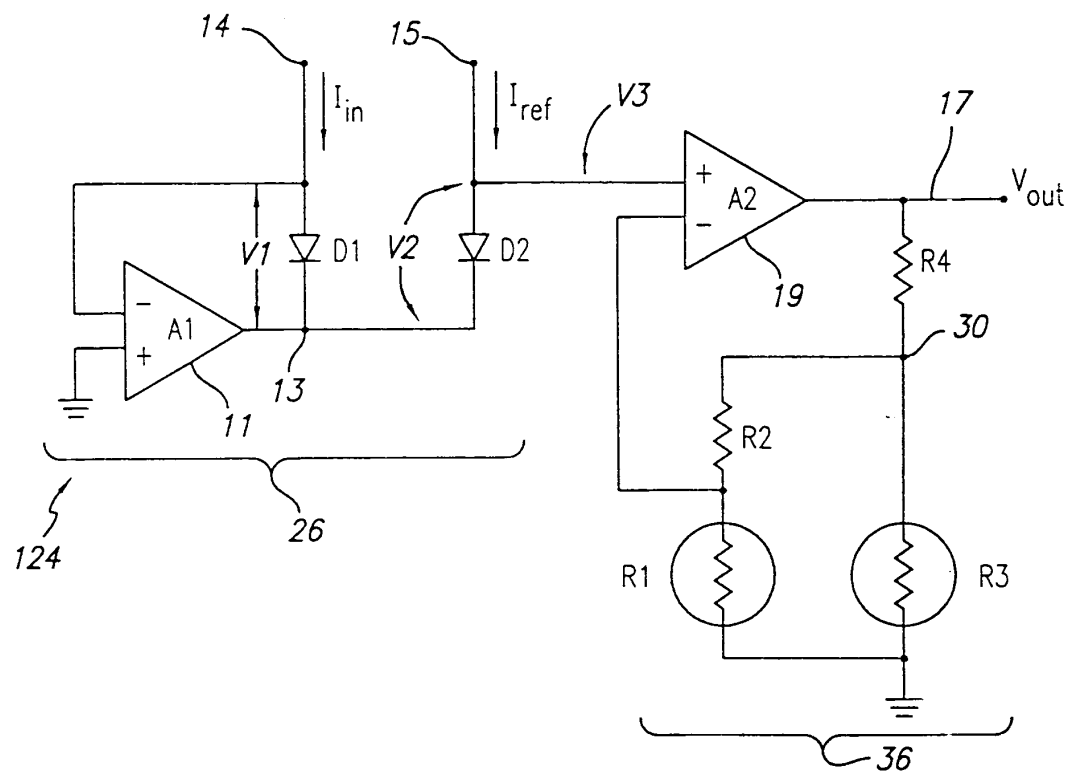 14
15
I_in
I_ref
V3
17
V_out
+
A2
−
19
R4
30
V1
D1
V2
D2
−
A1
+
11
13
R2
26
124
R1
R3
36